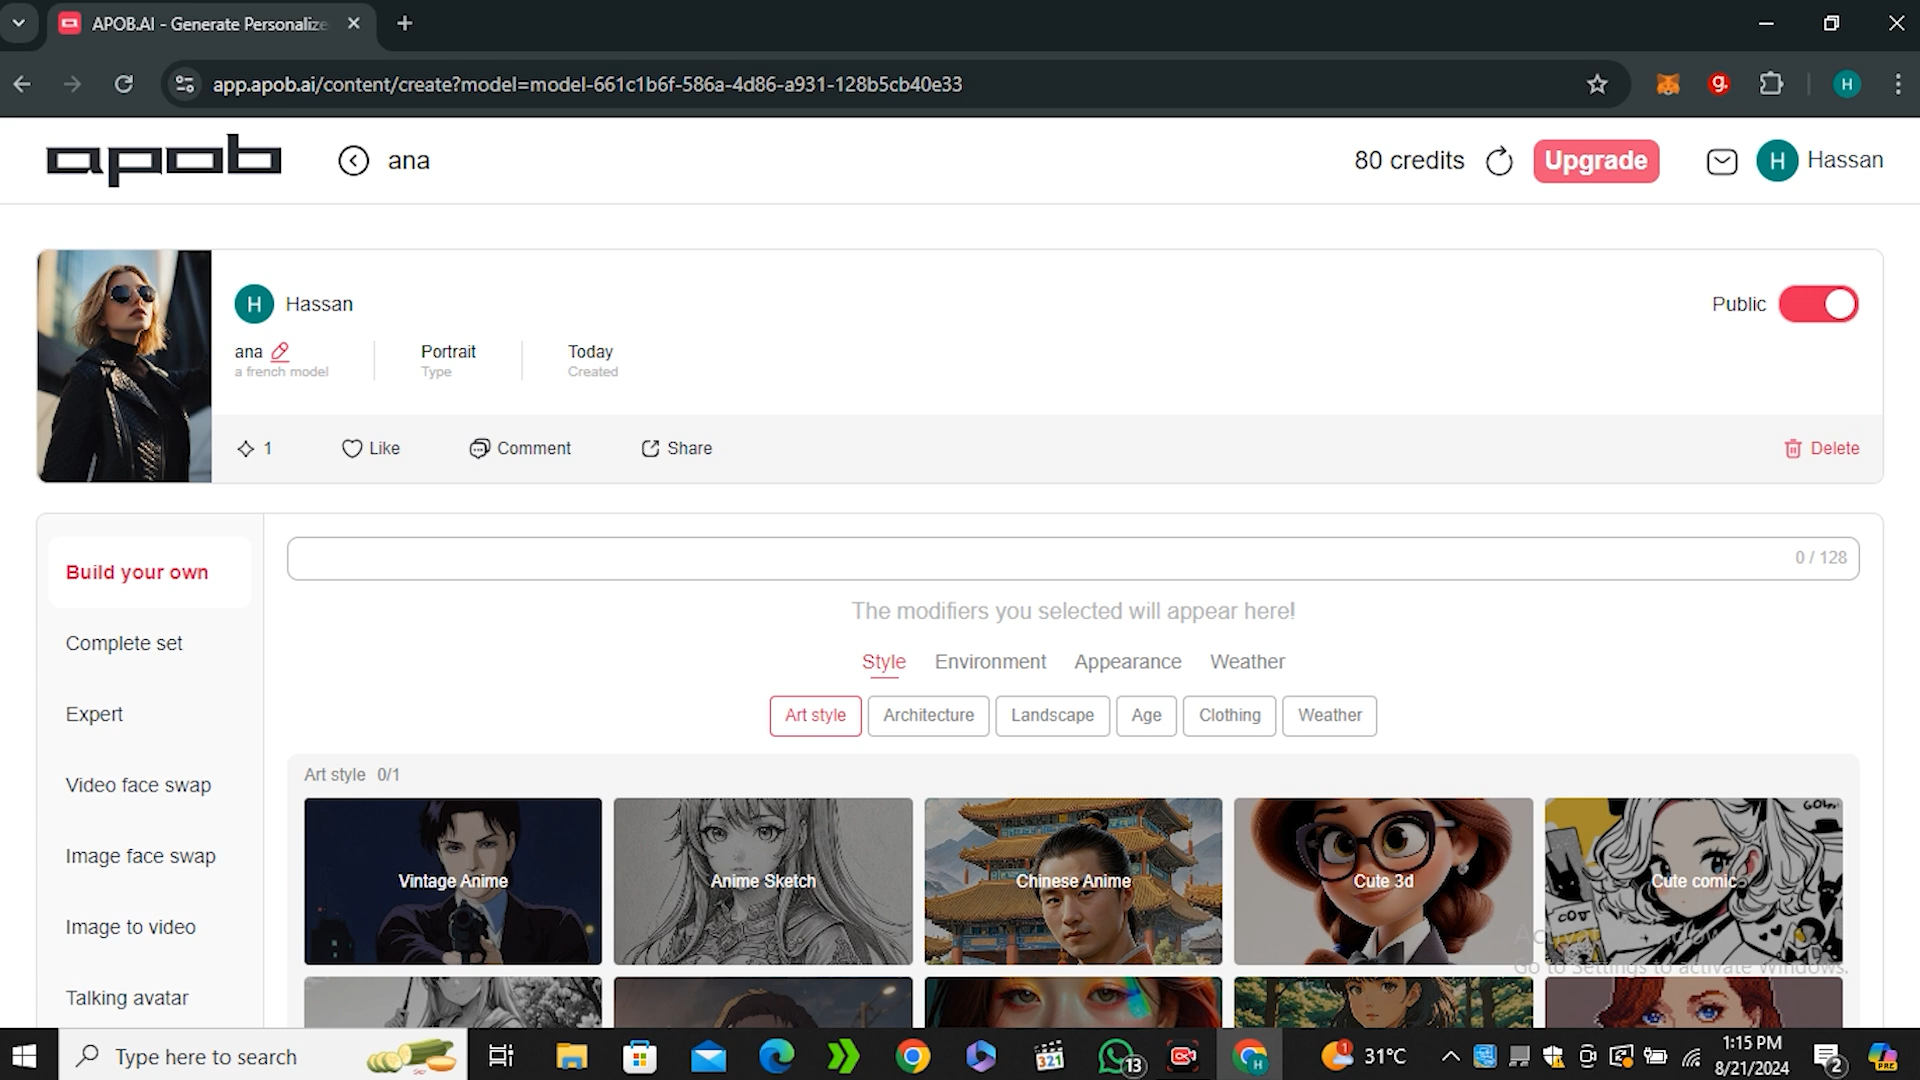 APOB.AI - Generate Personalize
app.apob.ai/content/create?model=model-661c1b6f-586a-4d86-a931-128b5cb40e33
H
apob
ana
80 credits
Upgrade
H
Hassan
H
Hassan
Public
ana
Portrait
Today
a french model
Type
Created
1
Like
Comment
Share
Delete
Build your own
Complete set
Expert
Video face swap
Image face swap
Image to video
Talking avatar
0 / 128
The modifiers you selected will appear here!
Style
Environment
Appearance
Weather
Art style
Architecture
Landscape
Age
Clothing
Weather
Art style 0/1
Vintage Anime
Anime Sketch
Chinese Anime
Cute 3d
Cute comic
Go to Settings to activate Windows.
Type here to search
321
13
H
1
31°C
1:15 PM
8/21/2024
2
PRE